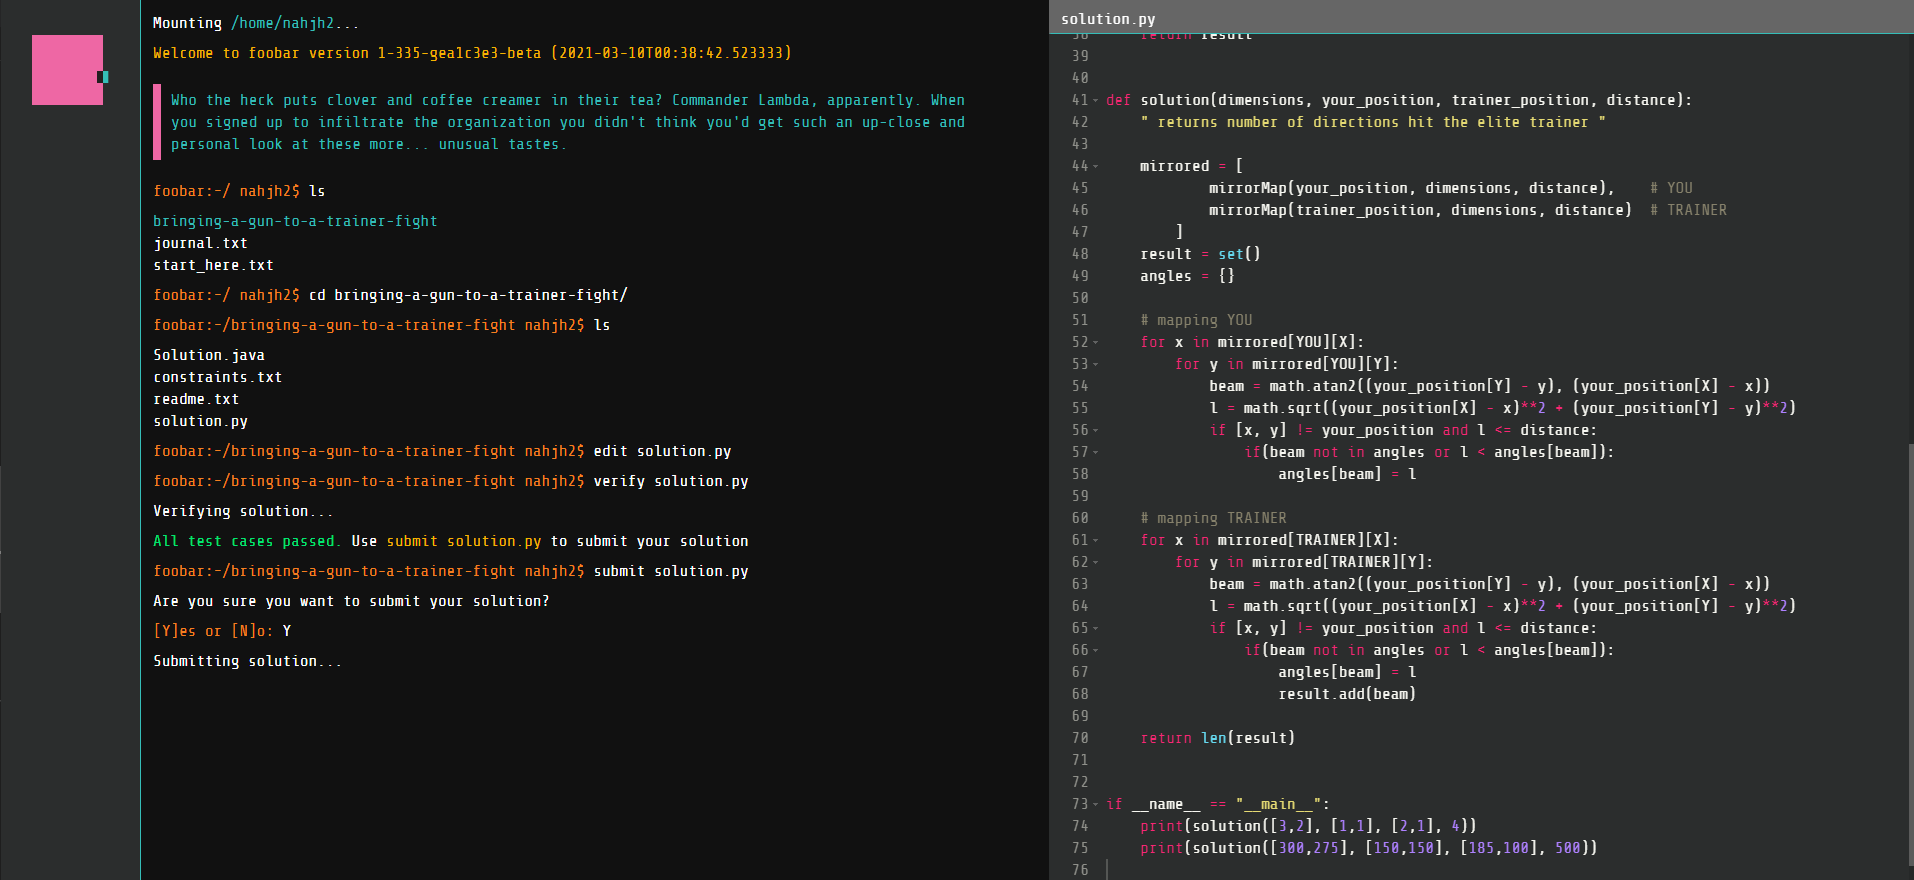 Mounting /home/nahjh2...
Welcome to foobar version 1-335-gea1c3e3-beta (2021-03-10T00:38:42.523333)
Who the heck puts clover and coffee creamer in their tea? Commander Lambda, apparently. When
you signed up to infiltrate the organization you didn't think you'd get such an up-close and
personal look at these more... unusual tastes.
foobar:~/ nahjh2$ ls
bringing-a-gun-to-a-trainer-fight
journal.txt
start_here.txt
foobar:~/ nahjh2$ cd bringing-a-gun-to-a-trainer-fight/
foobar:~/bringing-a-gun-to-a-trainer-fight nahjh2$ ls
Solution.java
constraints.txt
readme.txt
solution.py
foobar:~/bringing-a-gun-to-a-trainer-fight nahjh2$ edit solution.py
foobar:~/bringing-a-gun-to-a-trainer-fight nahjh2$ verify solution.py
Verifying solution...
All test cases passed. Use submit solution.py to submit your solution
foobar:~/bringing-a-gun-to-a-trainer-fight nahjh2$ submit solution.py
Are you sure you want to submit your solution?
[Y]es or [N]o: Y
Submitting solution...
solution.py
38     return result
39
40
41 def solution(dimensions, your_position, trainer_position, distance):
42     " returns number of directions hit the elite trainer "
43
44     mirrored = [
45             mirrorMap(your_position, dimensions, distance),    # YOU
46             mirrorMap(trainer_position, dimensions, distance)  # TRAINER
47         ]
48     result = set()
49     angles = {}
50
51     # mapping YOU
52     for x in mirrored[YOU][X]:
53         for y in mirrored[YOU][Y]:
54             beam = math.atan2((your_position[Y] - y), (your_position[X] - x))
55             l = math.sqrt((your_position[X] - x)**2 + (your_position[Y] - y)**2)
56             if [x, y] != your_position and l <= distance:
57                 if(beam not in angles or l < angles[beam]):
58                     angles[beam] = l
59
60     # mapping TRAINER
61     for x in mirrored[TRAINER][X]:
62         for y in mirrored[TRAINER][Y]:
63             beam = math.atan2((your_position[Y] - y), (your_position[X] - x))
64             l = math.sqrt((your_position[X] - x)**2 + (your_position[Y] - y)**2)
65             if [x, y] != your_position and l <= distance:
66                 if(beam not in angles or l < angles[beam]):
67                     angles[beam] = l
68                     result.add(beam)
69
70     return len(result)
71
72
73 if __name__ == "__main__":
74     print(solution([3,2], [1,1], [2,1], 4))
75     print(solution([300,275], [150,150], [185,100], 500))
76